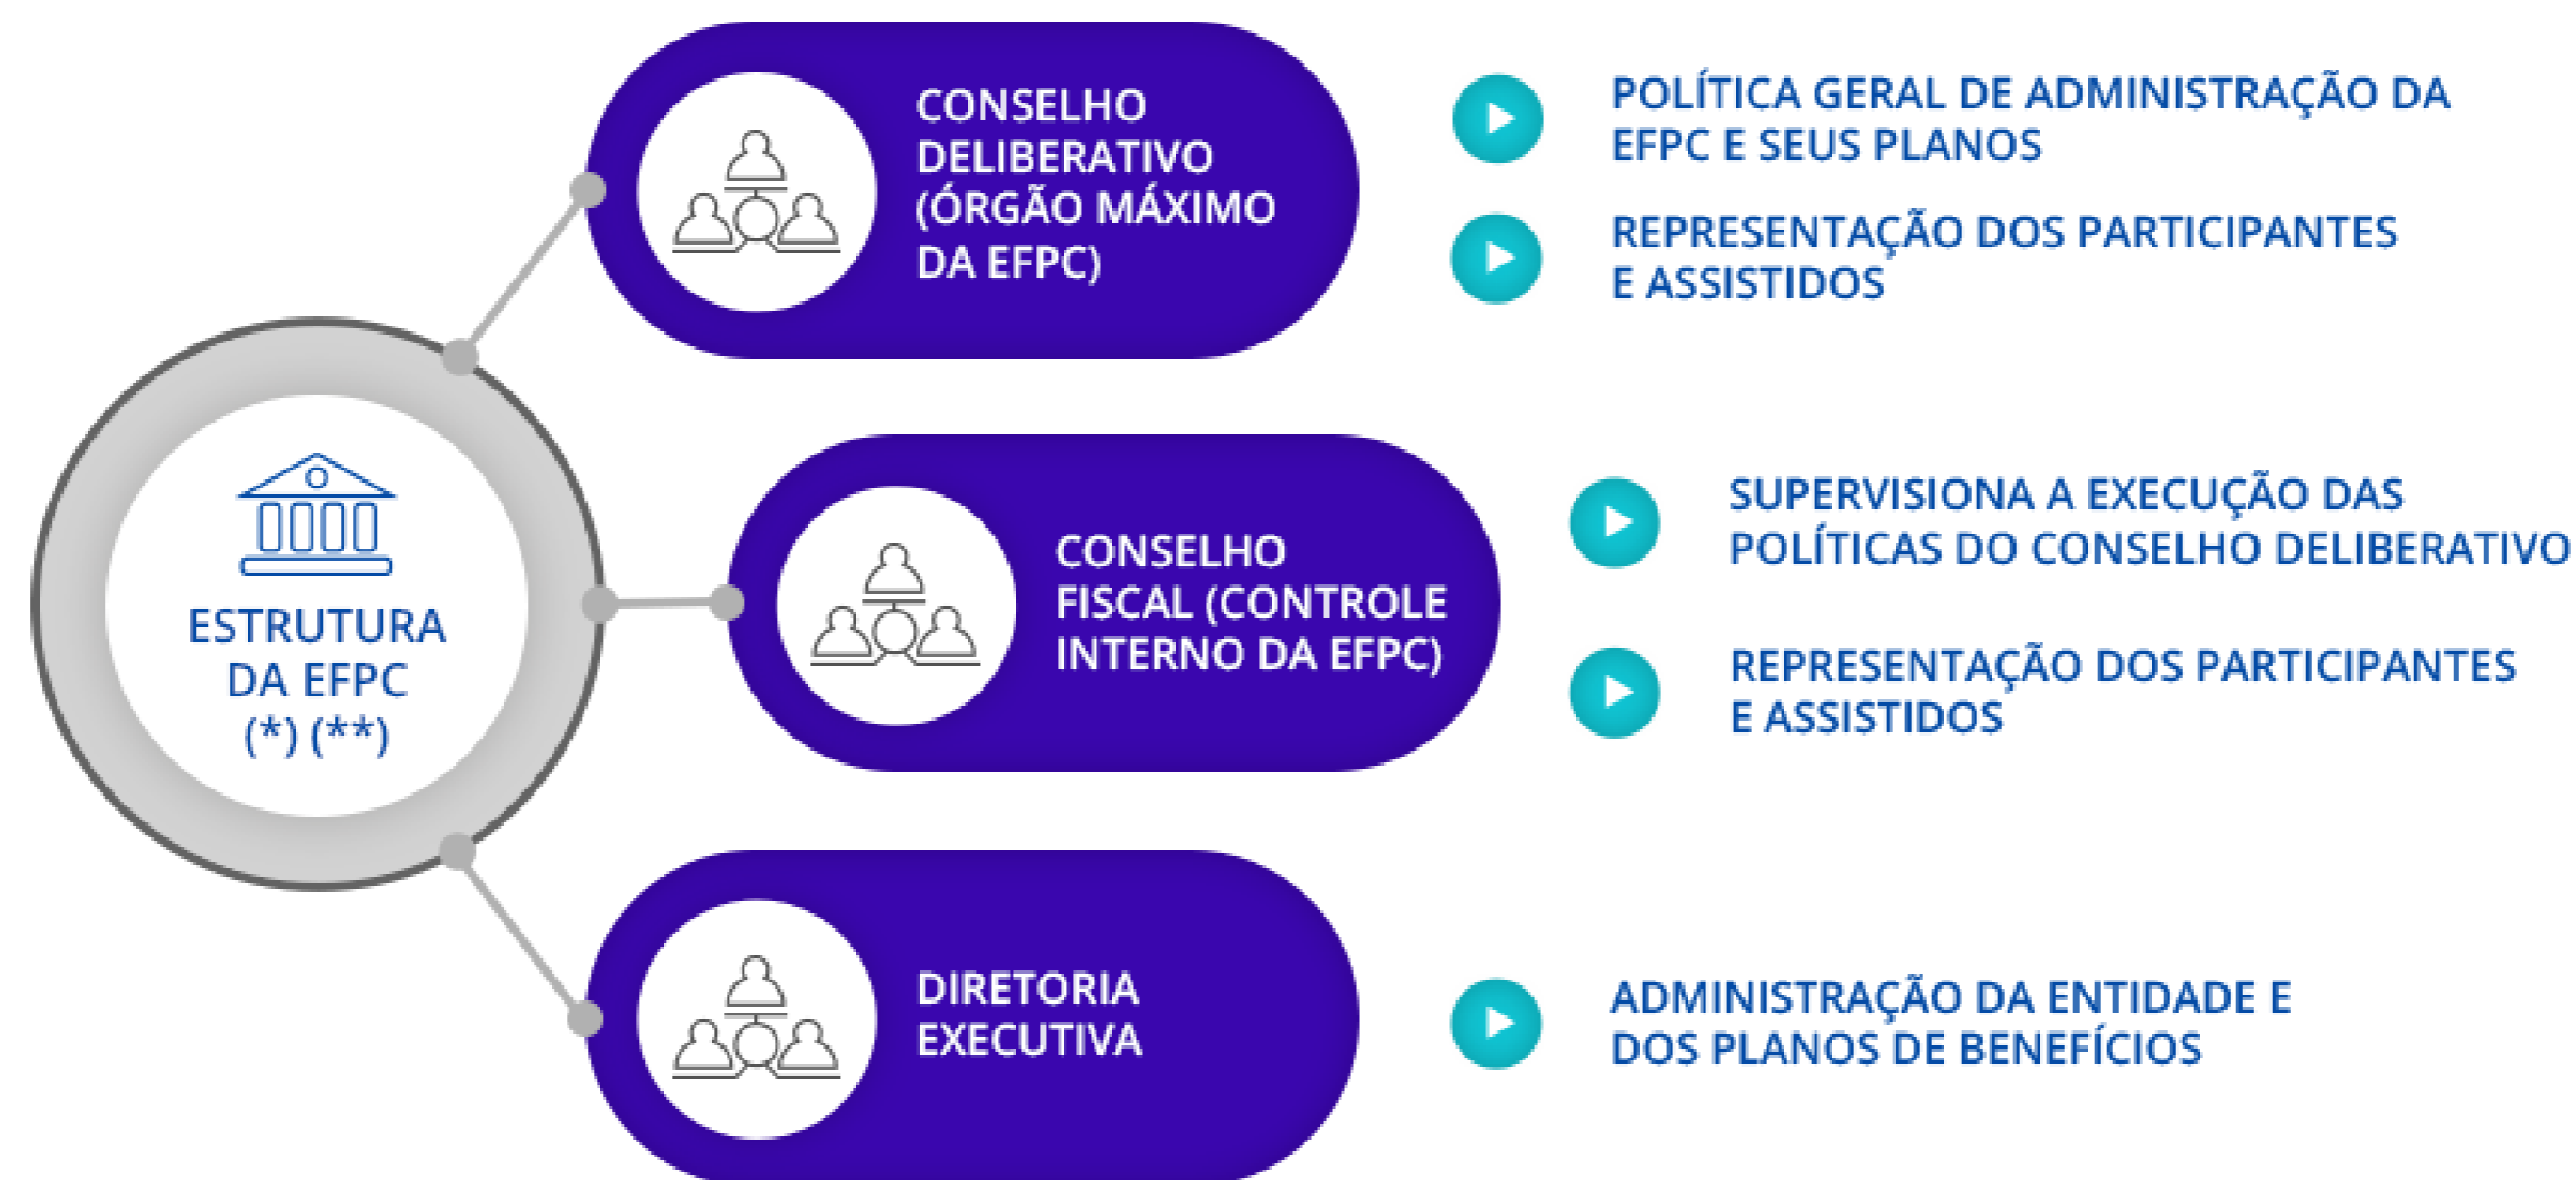 ESTRUTURA
DA EFPC
(*) (**)
CONSELHO
DELIBERATIVO
(ÓRGÃO MÁXIMO
DA EFPC)
POLÍTICA GERAL DE ADMINISTRAÇÃO DA
EFPC E SEUS PLANOS
REPRESENTAÇÃO DOS PARTICIPANTES
E ASSISTIDOS
CONSELHO
FISCAL (CONTROLE
INTERNO DA EFPC)
SUPERVISIONA A EXECUÇÃO DAS
POLÍTICAS DO CONSELHO DELIBERATIVO
REPRESENTAÇÃO DOS PARTICIPANTES
E ASSISTIDOS
DIRETORIA
EXECUTIVA
ADMINISTRAÇÃO DA ENTIDADE E
DOS PLANOS DE BENEFÍCIOS